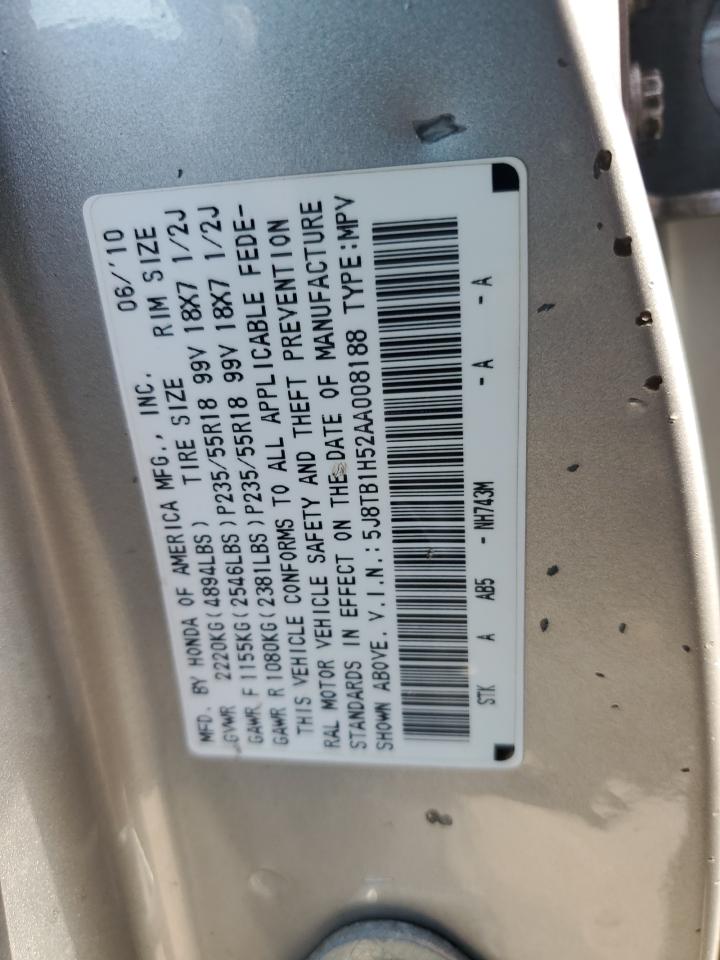 MFD. BY HONDA OF AMERICA MFG., INC. 06/'10
GVWR 2220KG(4894LBS) TIRE SIZE RIM SIZE
GAWR F 1155KG(2546LBS)P235/55R18 99V 18X7 1/2J
GAWR R 1080KG(2381LBS)P235/55R18 99V 18X7 1/2J
THIS VEHICLE CONFORMS TO ALL APPLICABLE FEDE-
RAL MOTOR VEHICLE SAFETY AND THEFT PREVENTION
STANDARDS IN EFFECT ON THE DATE OF MANUFACTURE
SHOWN ABOVE. V.I.N.:5J8TB1H52AA008188 TYPE:MPV
STK A AB5 - NH743M - A - A